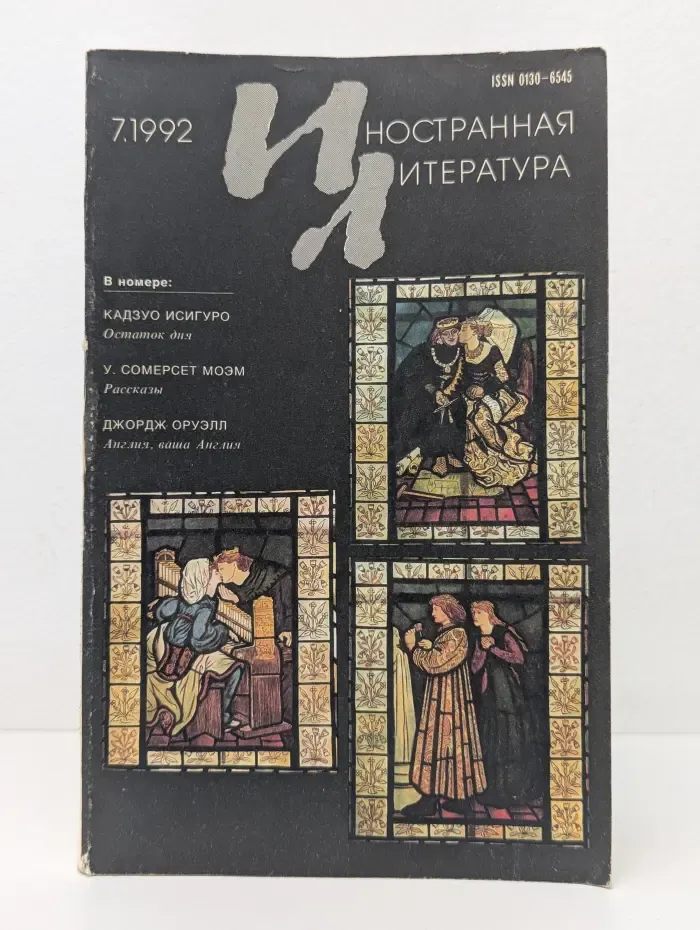 ISSN 0130-6545
7.1992
ИНОСТРАННАЯ
ЛИТЕРАТУРА
В номере:
КАДЗУО ИСИГУРО
Остаток дня
У. СОМЕРСЕТ МОЭМ
Рассказы
ДЖОРДЖ ОРУЭЛЛ
Англия, ваша Англия